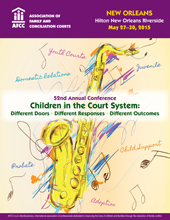 AFCC
ASSOCIATION OF
FAMILY AND
CONCILIATION COURTS
NEW ORLEANS
Hilton New Orleans Riverside
May 27-30, 2015
Youth Courts
Juvenile
Domestic Relations
52nd Annual Conference
Children in the Court System:
Different Doors · Different Responses · Different Outcomes
Child Support
Probate
Adoption